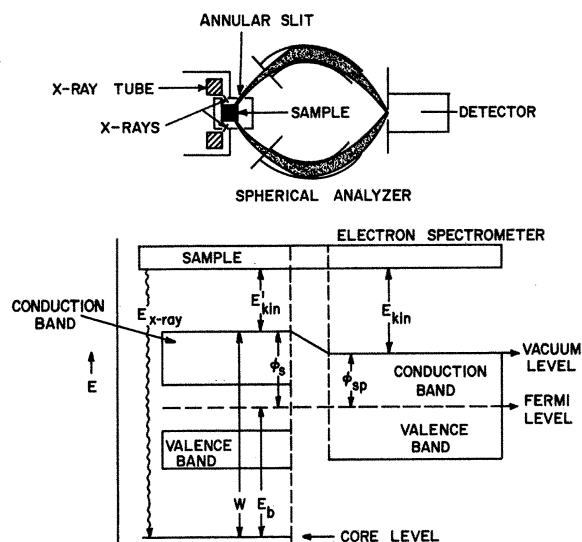 ANNULAR SLIT
X-RAY TUBE
X-RAYS
SAMPLE
DETECTOR
SPHERICAL ANALYZER
ELECTRON SPECTROMETER
SAMPLE
CONDUCTION
BAND
E x-ray
E'kin
Ekin
E
ϕs
ϕsp
VACUUM
LEVEL
CONDUCTION
BAND
FERMI
LEVEL
VALENCE
BAND
VALENCE
BAND
W
Eb
CORE LEVEL